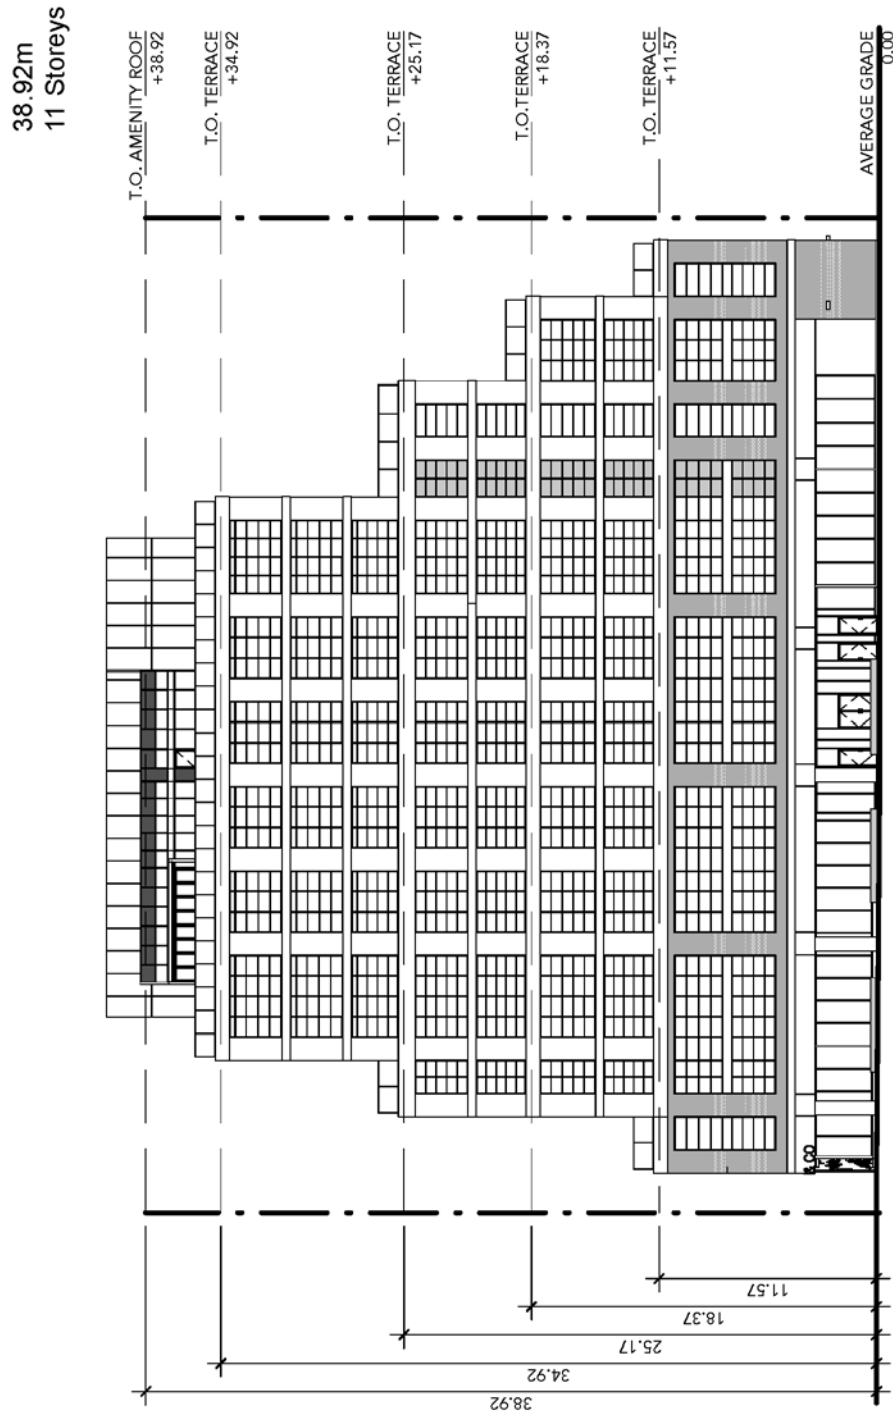 38.92m
11 Storeys
T.O. AMENITY ROOF
+38.92
T.O. TERRACE
+34.92
T.O. TERRACE
+25.17
T.O.TERRACE
+18.37
T.O. TERRACE
+11.57
AVERAGE GRADE
0.00
& CO
11.57
18.37
25.17
34.92
38.92